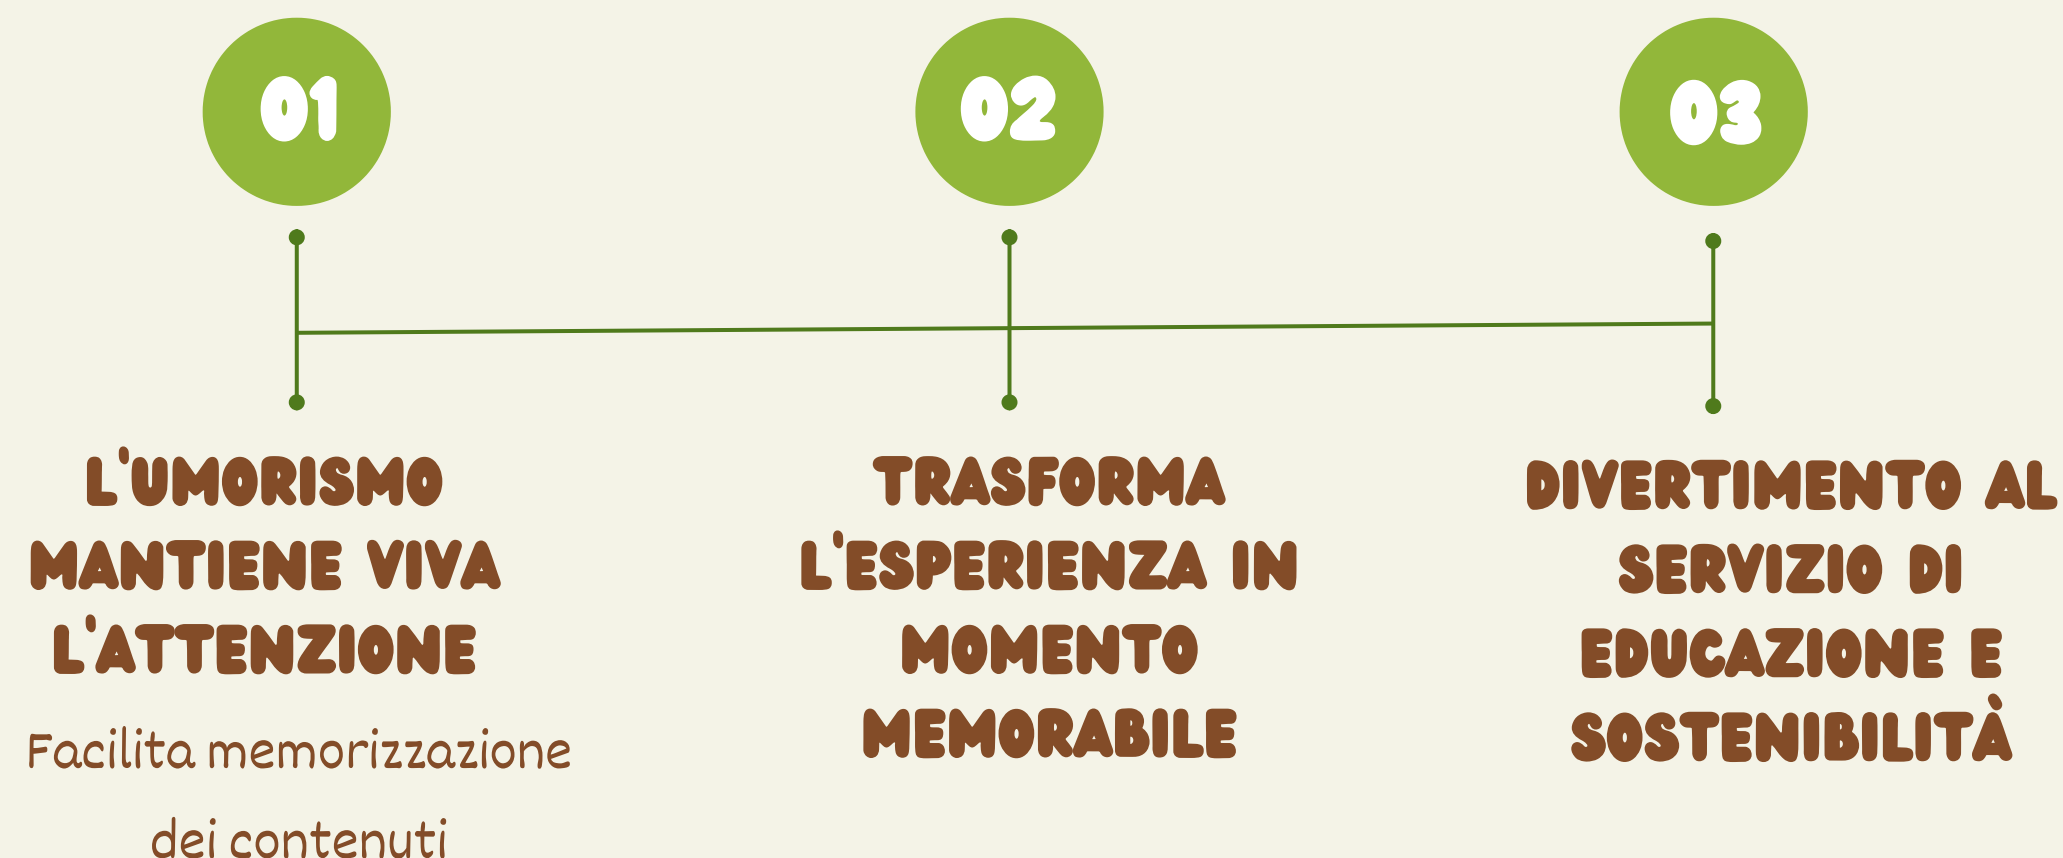 01
02
03
L'UMORISMO
MANTIENE VIVA
L'ATTENZIONE
Facilita memorizzazione
dei contenuti
TRASFORMA
L'ESPERIENZA IN
MOMENTO
MEMORABILE
DIVERTIMENTO AL
SERVIZIO DI
EDUCAZIONE E
SOSTENIBILITÀ